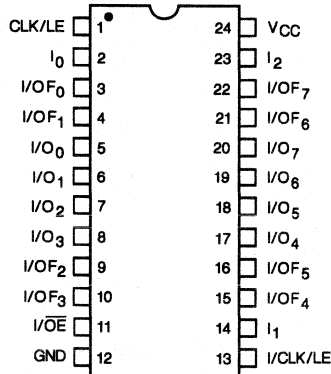 CLK/LE 1 24 VCC
I0 2 23 I2
I/OF0 3 22 I/OF7
I/OF1 4 21 I/OF6
I/O0 5 20 I/O7
I/O1 6 19 I/O6
I/O2 7 18 I/O5
I/O3 8 17 I/O4
I/OF2 9 16 I/OF5
I/OF3 10 15 I/OF4
I/O̅E̅ 11 14 I1
GND 12 13 I/CLK/LE